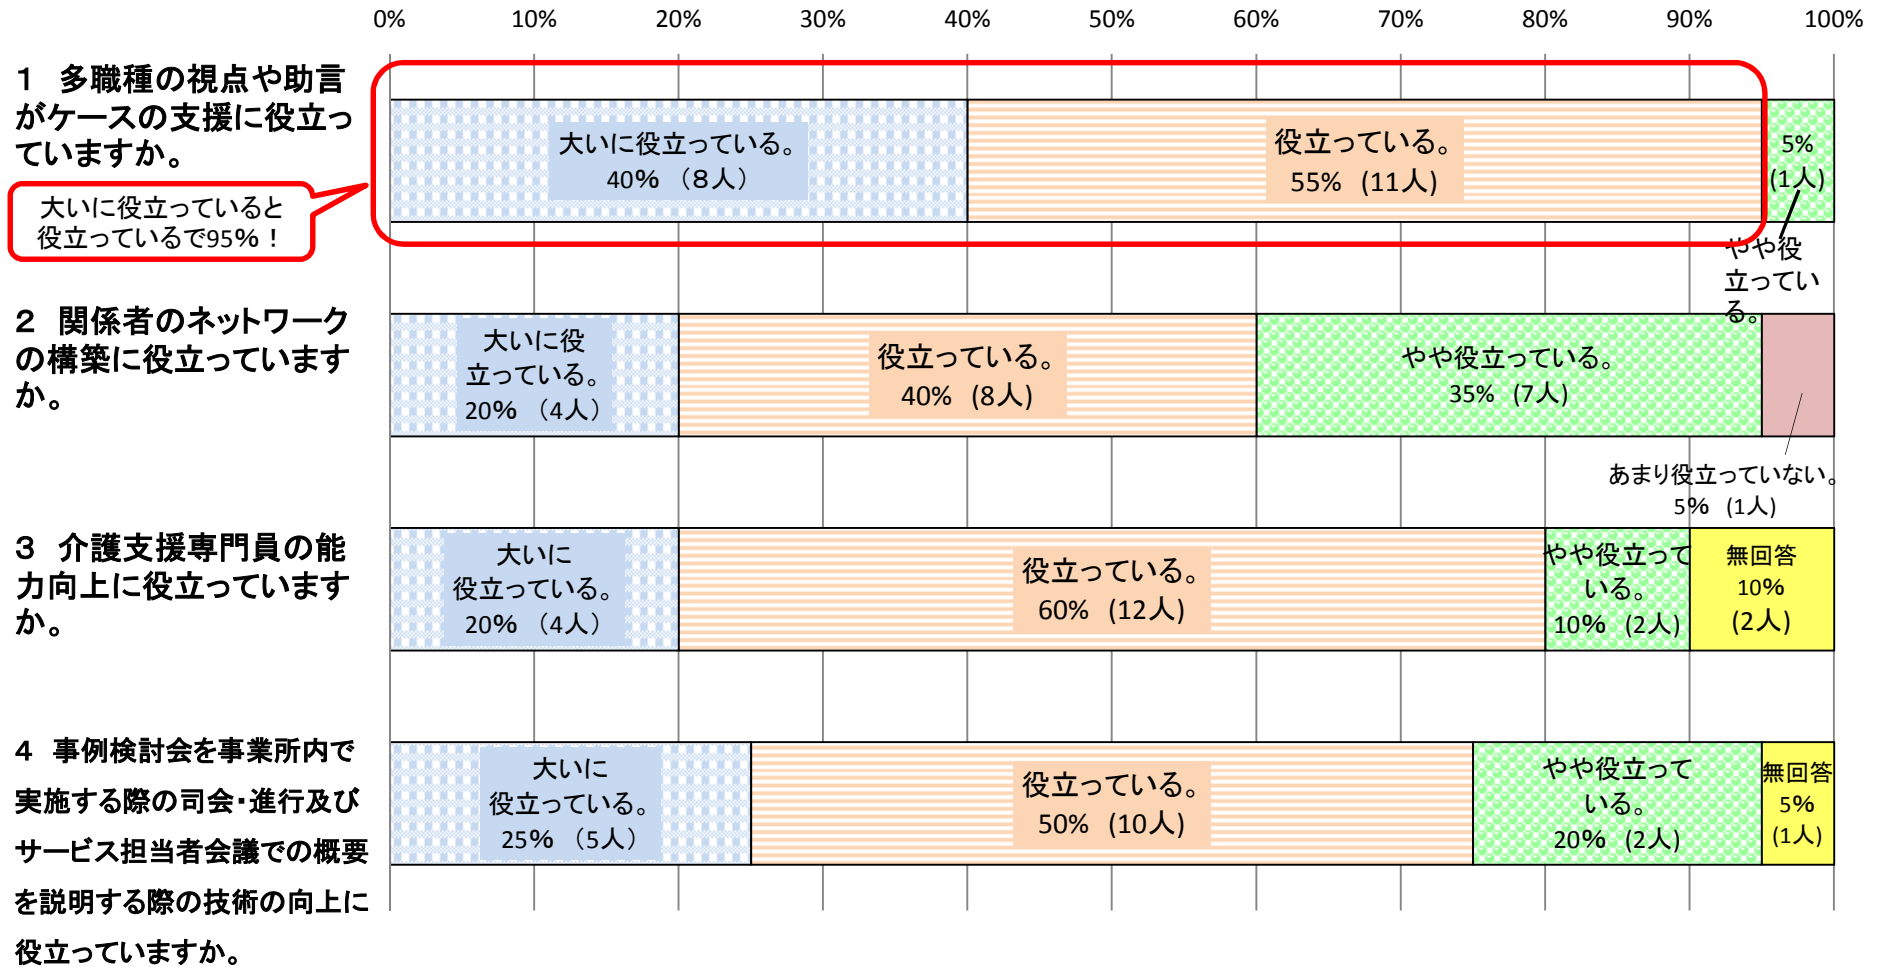 0% 10% 20% 30% 40% 50% 60% 70% 80% 90% 100%
1 多職種の視点や助言
がケースの支援に役立っ
ていますか。
大いに役立っていると
役立っているで95%！
大いに役立っている。
40% （8人）
役立っている。
55% (11人)
5%
(1人)
やや役
立ってい
る。
2 関係者のネットワーク
の構築に役立っています
か。
大いに役
立っている。
20% （4人）
役立っている。
40% (8人)
やや役立っている。
35% (7人)
あまり役立っていない。
5% (1人)
3 介護支援専門員の能
力向上に役立っています
か。
大いに
役立っている。
20% （4人）
役立っている。
60% (12人)
やや役立って
いる。
10% (2人)
無回答
10%
(2人)
4 事例検討会を事業所内で
実施する際の司会・進行及び
サービス担当者会議での概要
を説明する際の技術の向上に
役立っていますか。
大いに
役立っている。
25% （5人）
役立っている。
50% (10人)
やや役立って
いる。
20% (2人)
無回答
5%
(1人)